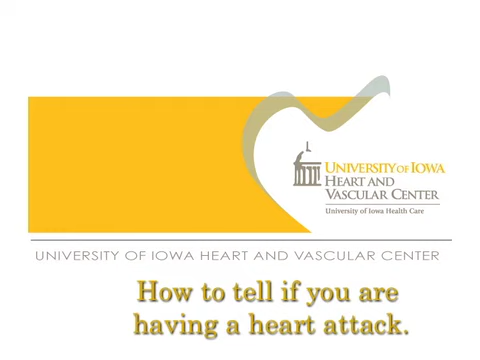 UNIVERSITY OF IOWA
HEART AND
VASCULAR CENTER
University of Iowa Health Care
UNIVERSITY OF IOWA HEART AND VASCULAR CENTER
How to tell if you are
having a heart attack.